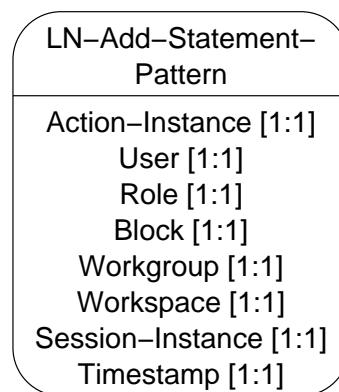 LN−Add−Statement−
Pattern
Action−Instance [1:1]
User [1:1]
Role [1:1]
Block [1:1]
Workgroup [1:1]
Workspace [1:1]
Session−Instance [1:1]
Timestamp [1:1]